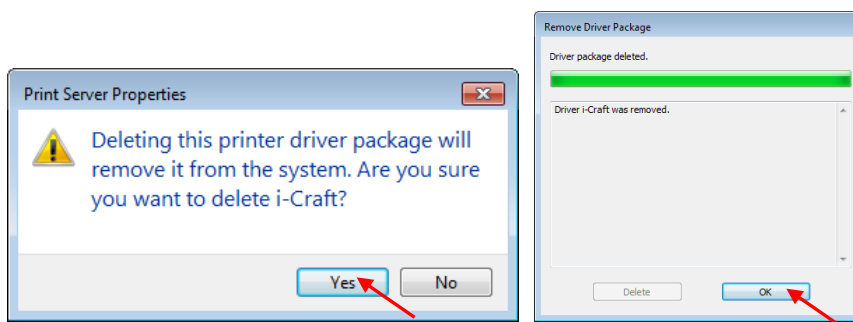 Print Server Properties
Deleting this printer driver package will
remove it from the system. Are you sure
you want to delete i-Craft?
Yes
No
Remove Driver Package
Driver package deleted.
Driver i-Craft was removed.
Delete
OK